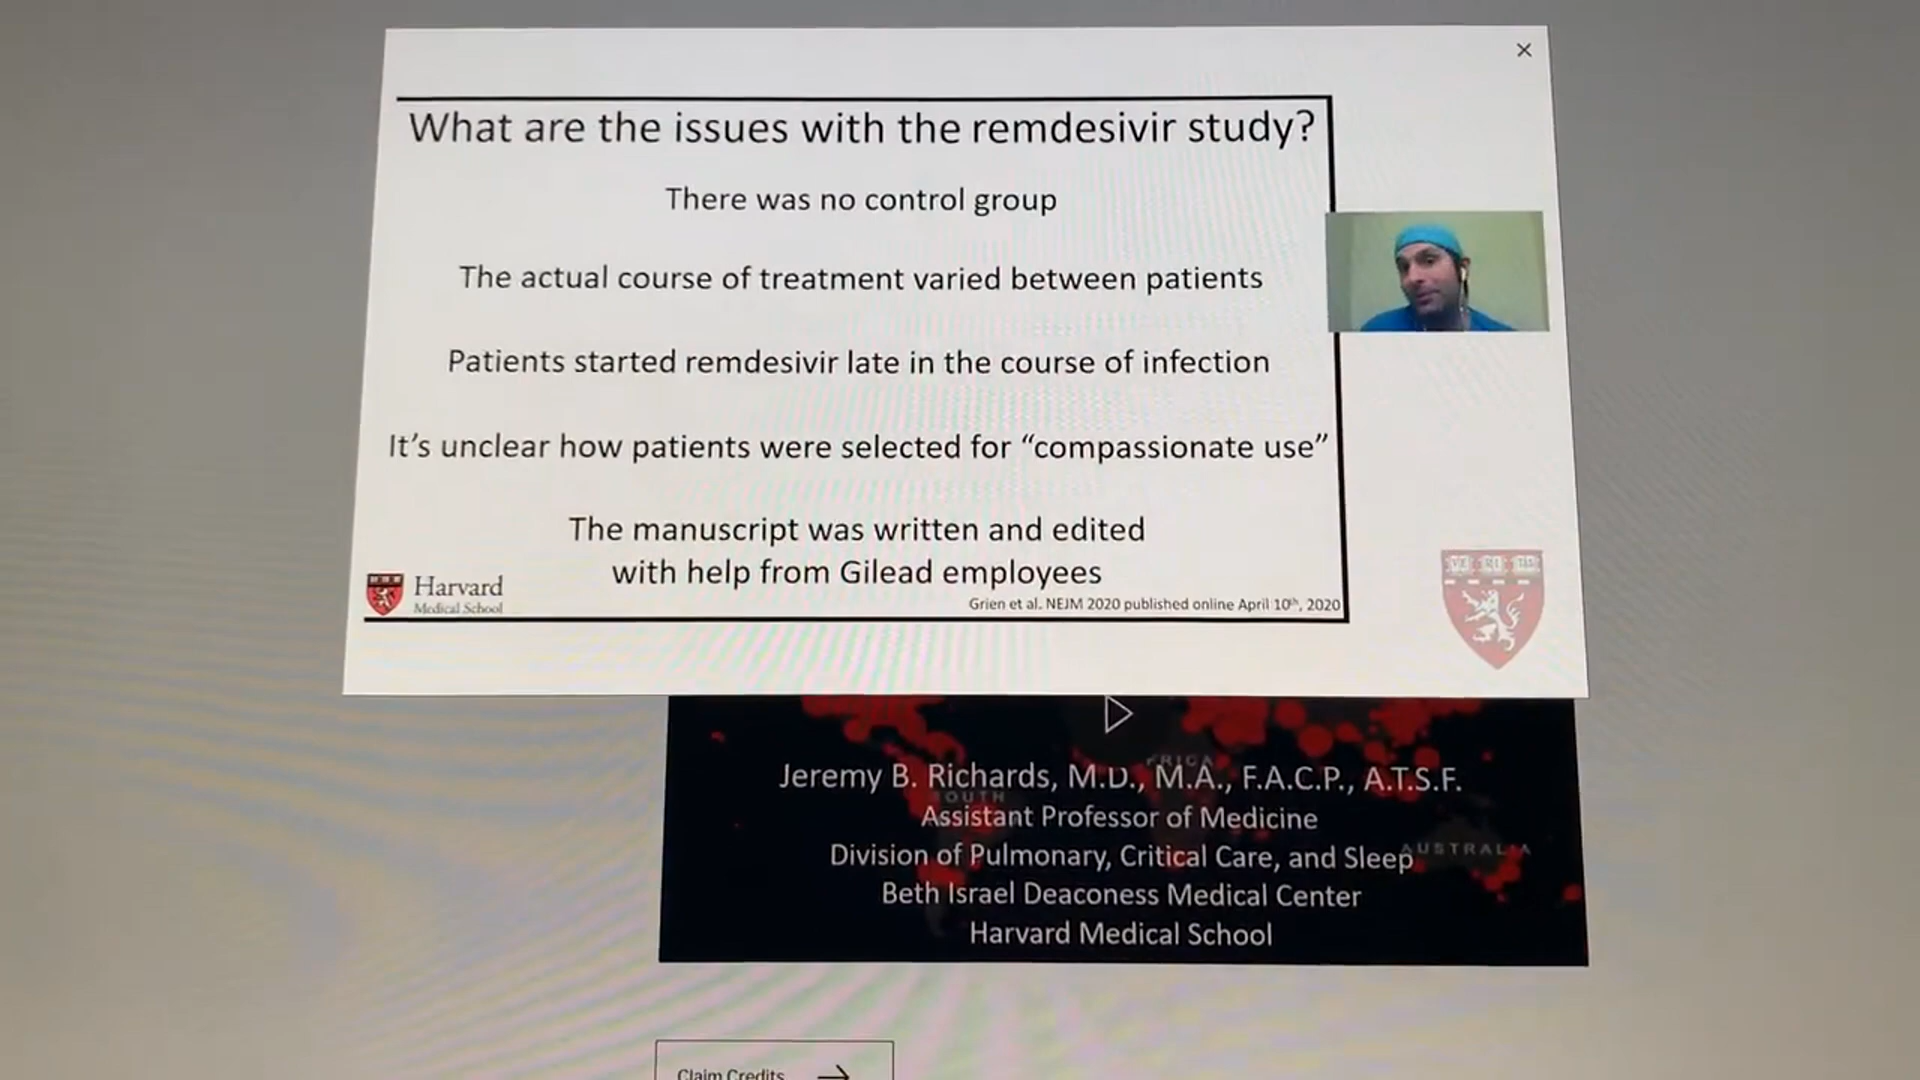 What are the issues with the remdesivir study?
There was no control group
The actual course of treatment varied between patients
Patients started remdesivir late in the course of infection
It's unclear how patients were selected for “compassionate use”
The manuscript was written and edited
with help from Gilead employees
Harvard
Medical School
Grien et al. NEJM 2020 published online April 10th, 2020
VE RI TAS
Jeremy B. Richards, M.D., M.A., F.A.C.P., A.T.S.F.
SOUTH
Assistant Professor of Medicine
Division of Pulmonary, Critical Care, and Sleep
AUSTRALIA
Beth Israel Deaconess Medical Center
Harvard Medical School
Claim Credits